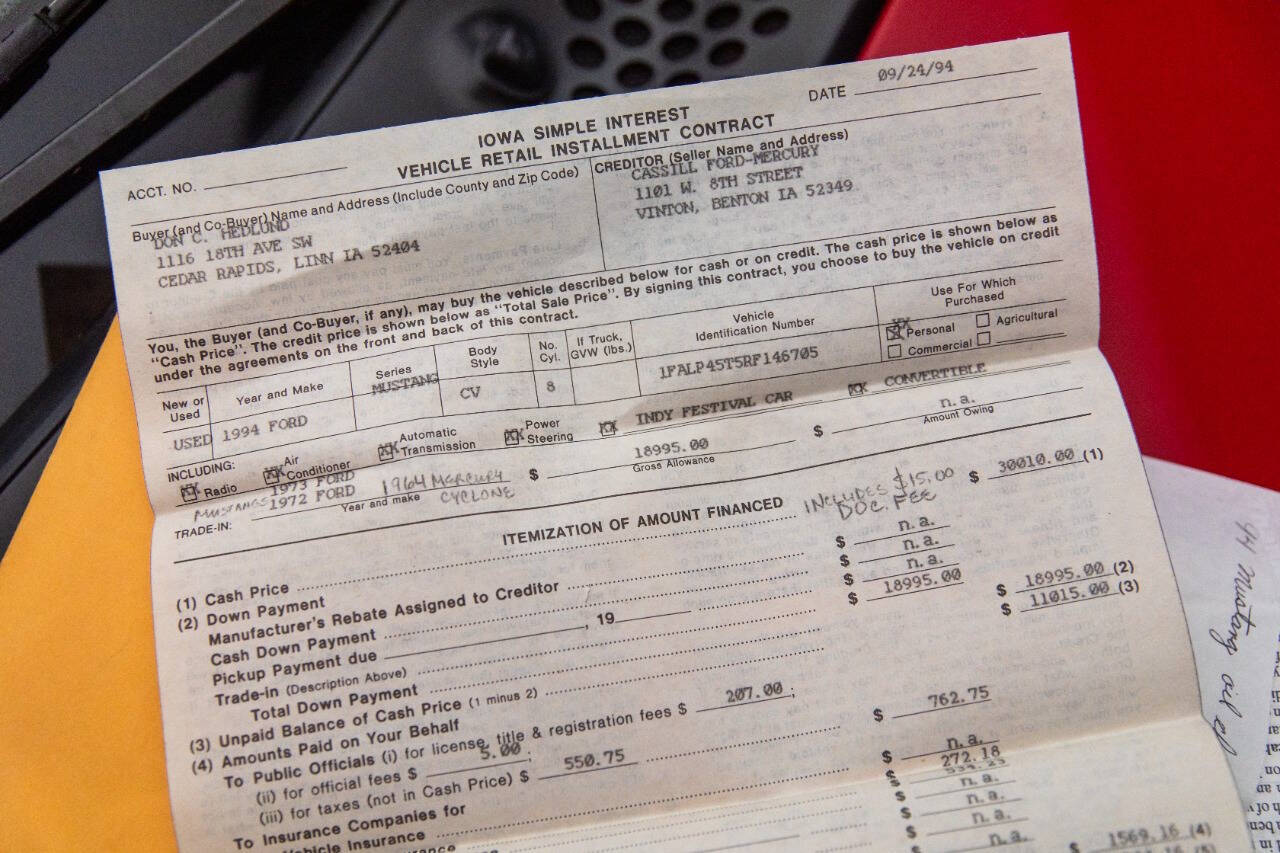 DATE 09/24/94
IOWA SIMPLE INTEREST
VEHICLE RETAIL INSTALLMENT CONTRACT
ACCT. NO.
Buyer (and Co-Buyer) Name and Address (Include County and Zip Code)
DON C. HEDLUND
1116 18TH AVE SW
CEDAR RAPIDS, LINN IA 52404
CREDITOR (Seller Name and Address)
CASSILL FORD-MERCURY
1101 W. 8TH STREET
VINTON, BENTON IA 52349
You, the Buyer (and Co-Buyer, if any), may buy the vehicle described below for cash or on credit. The cash price is shown below as
"Cash Price". The credit price is shown below as "Total Sale Price". By signing this contract, you choose to buy the vehicle on credit
under the agreements on the front and back of this contract.
New or Used Year and Make Series Body Style No. Cyl. If Truck, GVW (lbs.) Vehicle Identification Number Use For Which Purchased
USED 1994 FORD MUSTANG CV 8 1FALP45T5RF146705
XX Personal Agricultural
Commercial
INCLUDING:
XX Radio XX Air Conditioner XX Automatic Transmission XX Power Steering XX INDY FESTIVAL CAR XX CONVERTIBLE
MUSTANGS 1973 FORD
1972 FORD 1964 MERCURY CYCLONE
TRADE-IN: Year and make
$ 18995.00 Gross Allowance
$ n.a. Amount Owing
ITEMIZATION OF AMOUNT FINANCED
INCLUDES $15.00
DOC. FEE
(1) Cash Price $ 30010.00 (1)
(2) Down Payment
Manufacturer's Rebate Assigned to Creditor $ n.a.
Cash Down Payment $ n.a.
Pickup Payment due , 19 $ n.a.
Trade-in (Description Above) $ 18995.00
Total Down Payment $ 18995.00 (2)
(3) Unpaid Balance of Cash Price (1 minus 2) $ 11015.00 (3)
(4) Amounts Paid on Your Behalf
To Public Officials (i) for license, title & registration fees $ 207.00;
(ii) for official fees $ 5.00.
(iii) for taxes (not in Cash Price) $ 550.75 $ 762.75
To Insurance Companies for
Vehicle Insurance $ n.a.
$ 272.18
$ n.a.
$ n.a.
$ n.a.
$ n.a.
$ 1569.16 (4)
94 Mustang oil